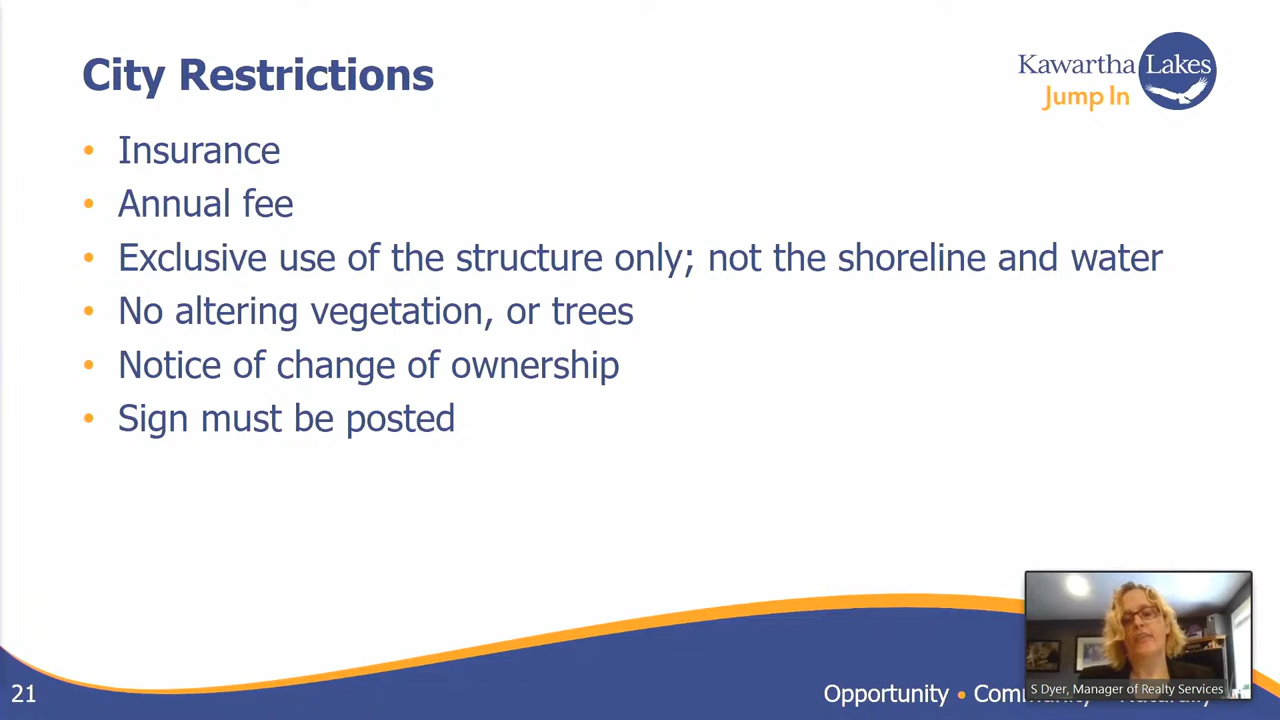 City Restrictions
Kawartha Lakes
Jump In
• Insurance
• Annual fee
• Exclusive use of the structure only; not the shoreline and water
• No altering vegetation, or trees
• Notice of change of ownership
• Sign must be posted
21
Opportunity •
S Dyer, Manager of Realty Services